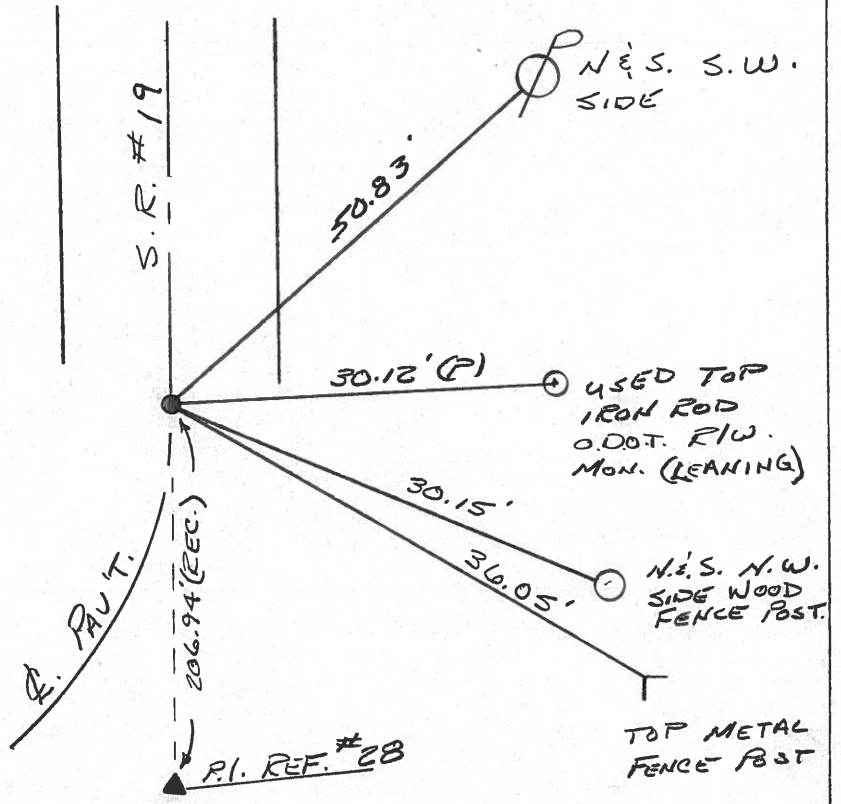 N & S. S.W.
SIDE
S.R. #19
50.83'
30.12' (P)
USED TOP
IRON ROD
O.DOT. R/W.
MON. (LEANING)
30.15'
36.05'
N. & S. N.W.
SIDE WOOD
FENCE POST.
206.94' (REC.)
℄. PAV'T.
TOP METAL
FENCE POST
P.I. REF. #28